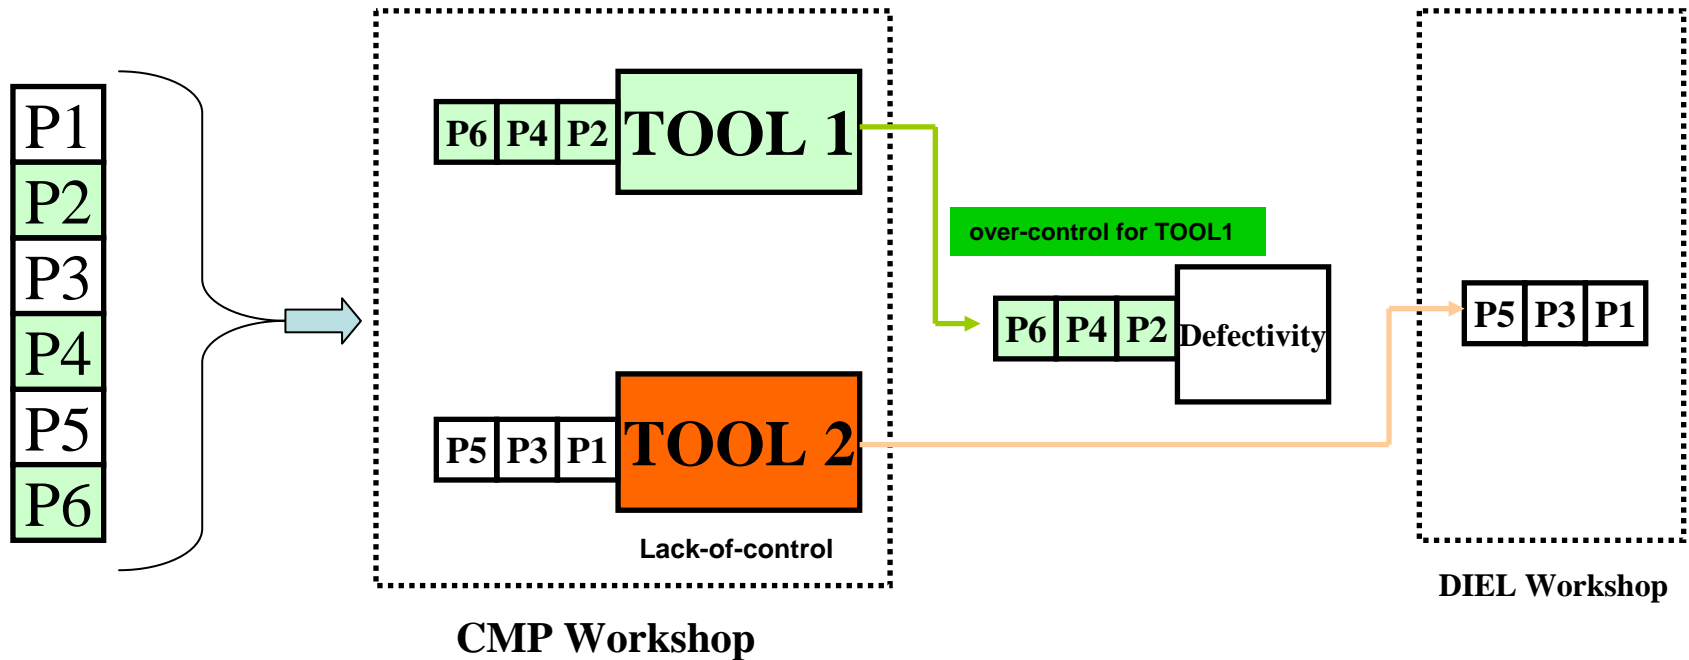 P1
P2
P3
P4
P5
P6
P6 P4 P2 TOOL 1
over-control for TOOL1
P6 P4 P2 Defectivity
P5 P3 P1
P5 P3 P1 TOOL 2
Lack-of-control
DIEL Workshop
CMP Workshop